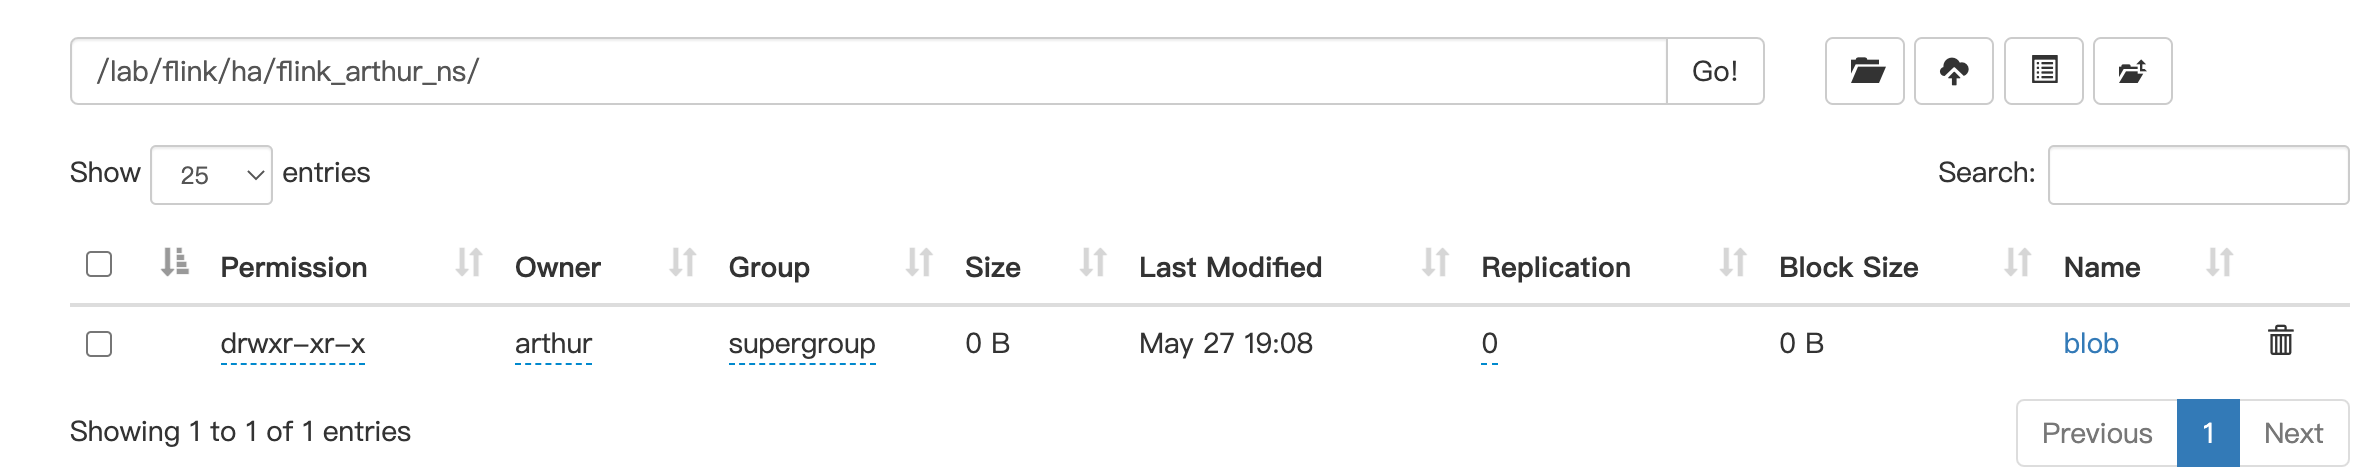 /lab/flink/ha/flink_arthur_ns/ Go!
Show 25 entries Search:
Permission Owner Group Size Last Modified Replication Block Size Name
drwxr-xr-x arthur supergroup 0 B May 27 19:08 0 0 B blob
Showing 1 to 1 of 1 entries Previous 1 Next